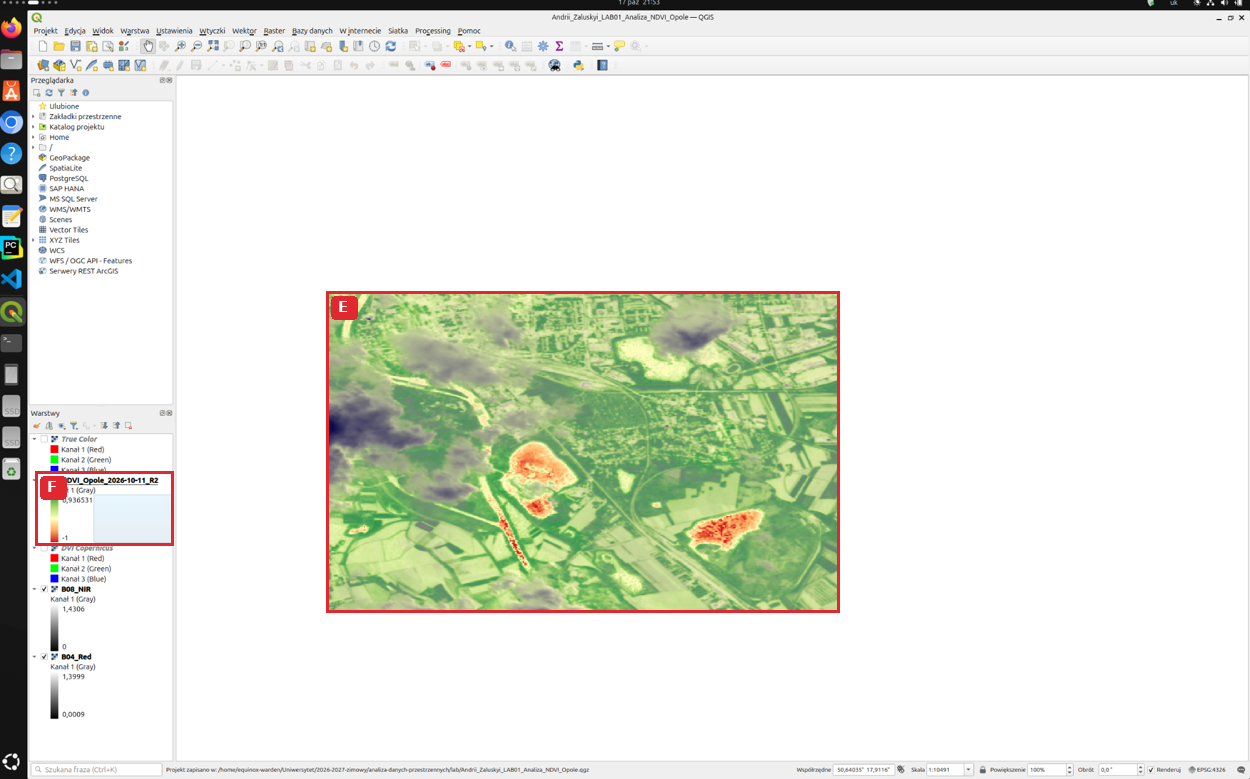 17 paź 21:53
uk
Andrii_Zaluskyi_LAB01_Analiza_NDVI_Opole — QGIS
Projekt Edycja Widok Warstwa Ustawienia Wtyczki Wektor Raster Bazy danych W internecie Siatka Processing Pomoc
Przeglądarka
Ulubione
Zakładki przestrzenne
Katalog projektu
Home
/
GeoPackage
SpatiaLite
PostgreSQL
SAP HANA
MS SQL Server
WMS/WMTS
Scenes
Vector Tiles
XYZ Tiles
WCS
WFS / OGC API - Features
Serwery REST ArcGIS
Warstwy
True Color
Kanał 1 (Red)
Kanał 2 (Green)
Kanał 3 (Blue)
F
DVI_Opole_2026-10-11_R2
1 (Gray)
0,936531
-1
DVI Copernicus
Kanał 1 (Red)
Kanał 2 (Green)
Kanał 3 (Blue)
B08_NIR
Kanał 1 (Gray)
1,4306
0
B04_Red
Kanał 1 (Gray)
1,3999
0,0009
E
PC
SSD
SSD
Szukana fraza (Ctrl+K)
Projekt zapisano w: /home/equinox-warden/Uniwersytet/2026-2027-zimowy/analiza-danych-przestrzennych/lab/Andrii_Zaluskyi_LAB01_Analiza_NDVI_Opole.qgz
Współrzędne 50,64035° 17,9116° Skala 1:10491 Powiększenie 100% Obrót 0,0 ° Renderuj EPSG:4326